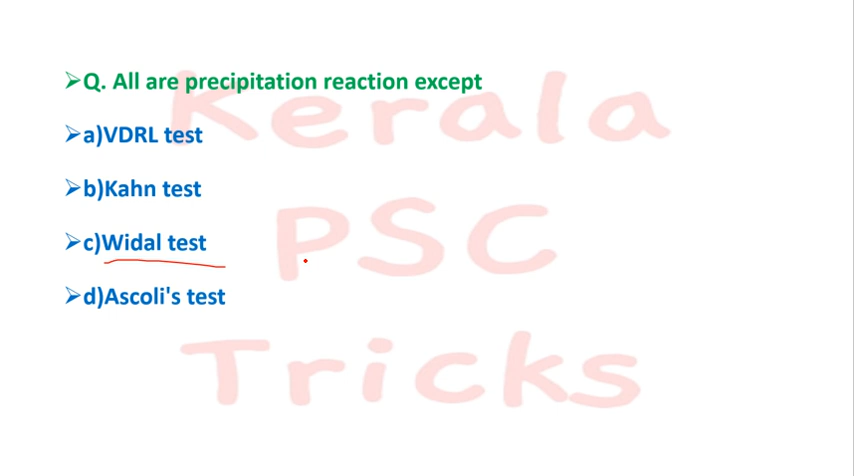 ➢Q. All are precipitation reaction except
➢a)VDRL test
➢b)Kahn test
➢c)Widal test
➢d)Ascoli's test
Kerala
PSC
Tricks